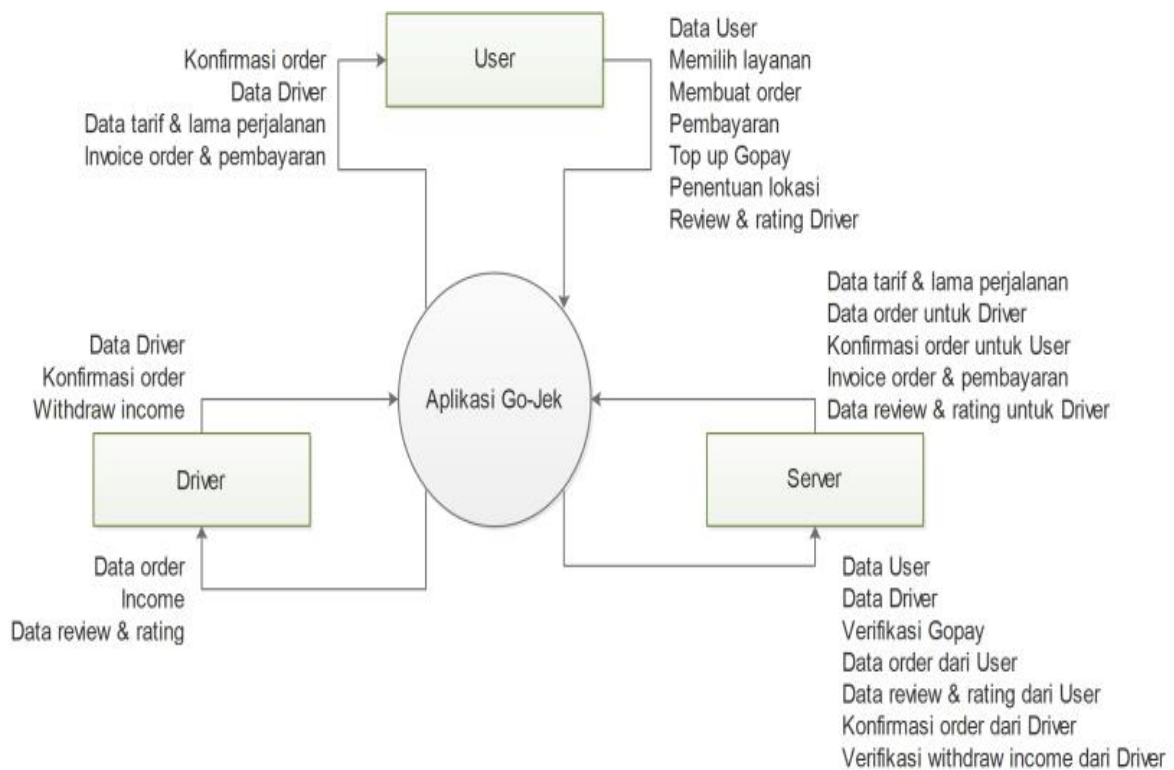 User
Konfirmasi order
Data Driver
Data tarif & lama perjalanan
Invoice order & pembayaran
Data User
Memilih layanan
Membuat order
Pembayaran
Top up Gopay
Penentuan lokasi
Review & rating Driver
Data tarif & lama perjalanan
Data order untuk Driver
Konfirmasi order untuk User
Invoice order & pembayaran
Data review & rating untuk Driver
Data Driver
Konfirmasi order
Withdraw income
Aplikasi Go-Jek
Driver
Server
Data order
Income
Data review & rating
Data User
Data Driver
Verifikasi Gopay
Data order dari User
Data review & rating dari User
Konfirmasi order dari Driver
Verifikasi withdraw income dari Driver